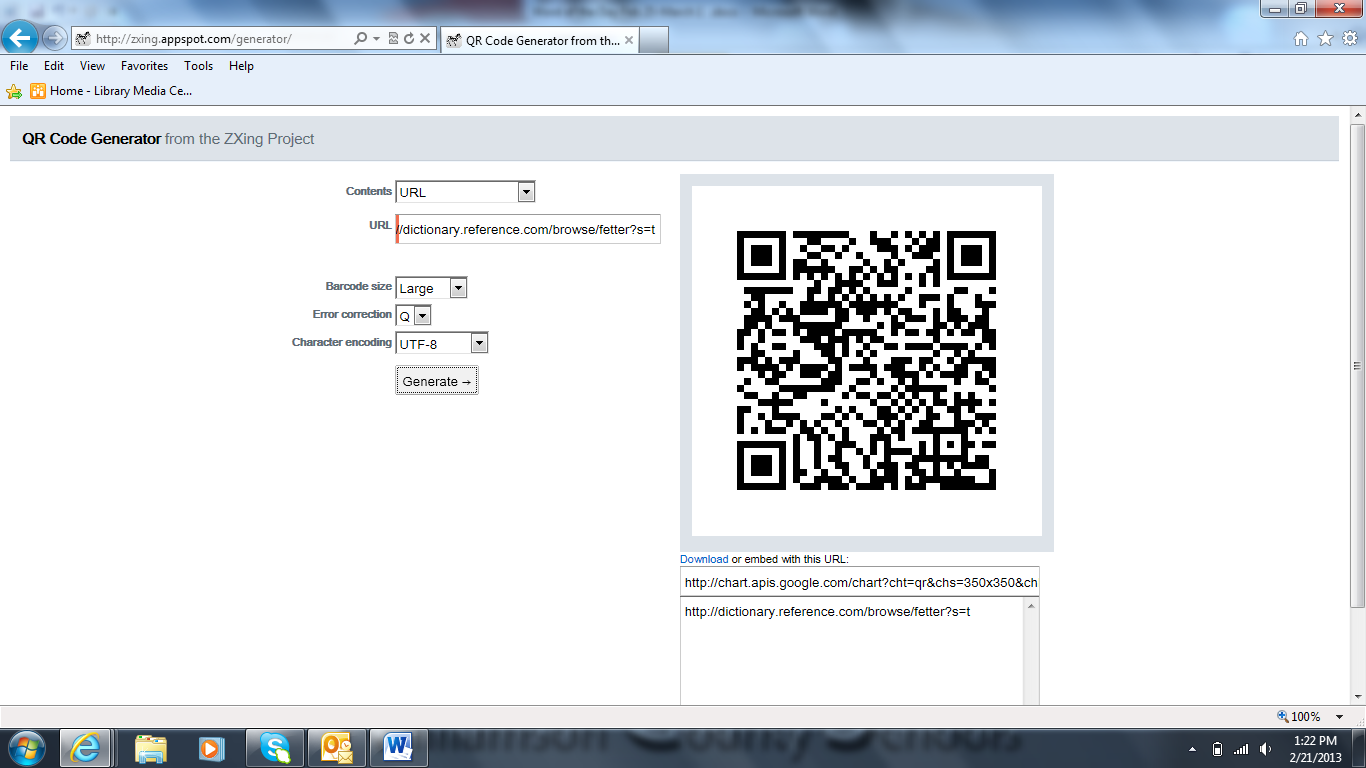 http://zxing.appspot.com/generator/
QR Code Generator from th...
File Edit View Favorites Tools Help
Home - Library Media Ce...
QR Code Generator from the ZXing Project
Contents URL
URL //dictionary.reference.com/browse/fetter?s=t
Barcode size Large
Error correction Q
Character encoding UTF-8
Generate →
Download or embed with this URL:
http://chart.apis.google.com/chart?cht=qr&chs=350x350&ch
http://dictionary.reference.com/browse/fetter?s=t
100%
1:22 PM
2/21/2013